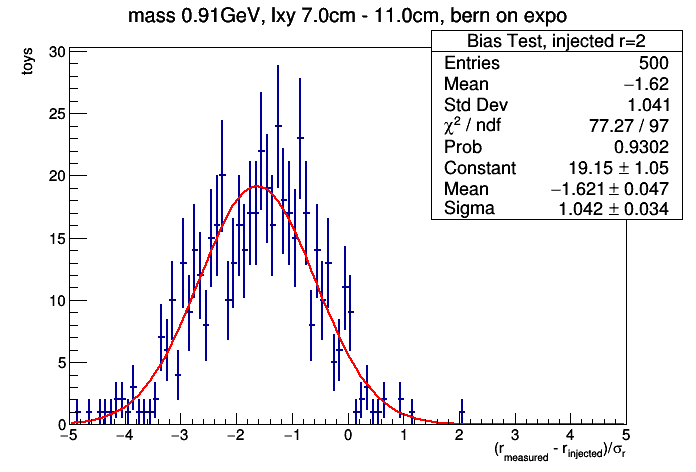 mass 0.91GeV, lxy 7.0cm - 11.0cm, bern on expo
toys
Bias Test, injected r=2
Entries 500
Mean −1.62
Std Dev 1.041
χ² / ndf 77.27 / 97
Prob 0.9302
Constant 19.15 ± 1.05
Mean −1.621 ± 0.047
Sigma 1.042 ± 0.034
30
25
20
15
10
5
0
−5 −4 −3 −2 −1 0 1 2 3 4 5
(r_measured - r_injected)/σ_r